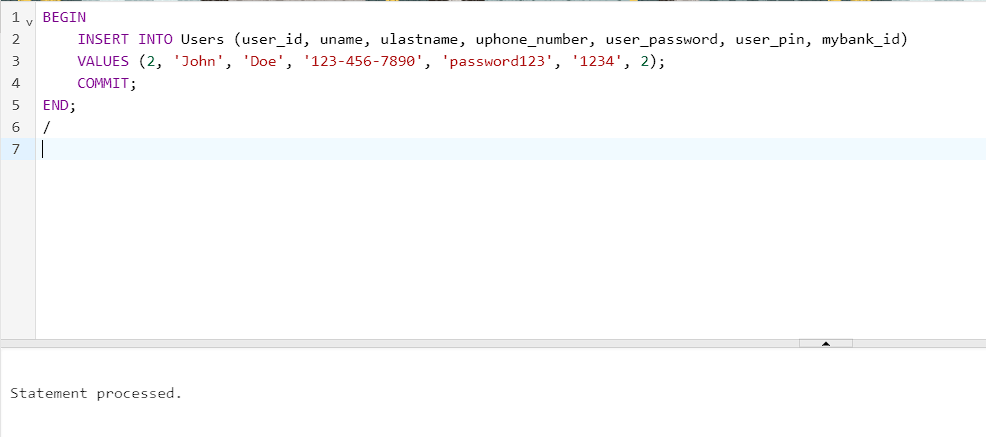 1 v BEGIN
2 INSERT INTO Users (user_id, uname, ulastname, uphone_number, user_password, user_pin, mybank_id)
3 VALUES (2, 'John', 'Doe', '123-456-7890', 'password123', '1234', 2);
4 COMMIT;
5 END;
6 /
7
Statement processed.